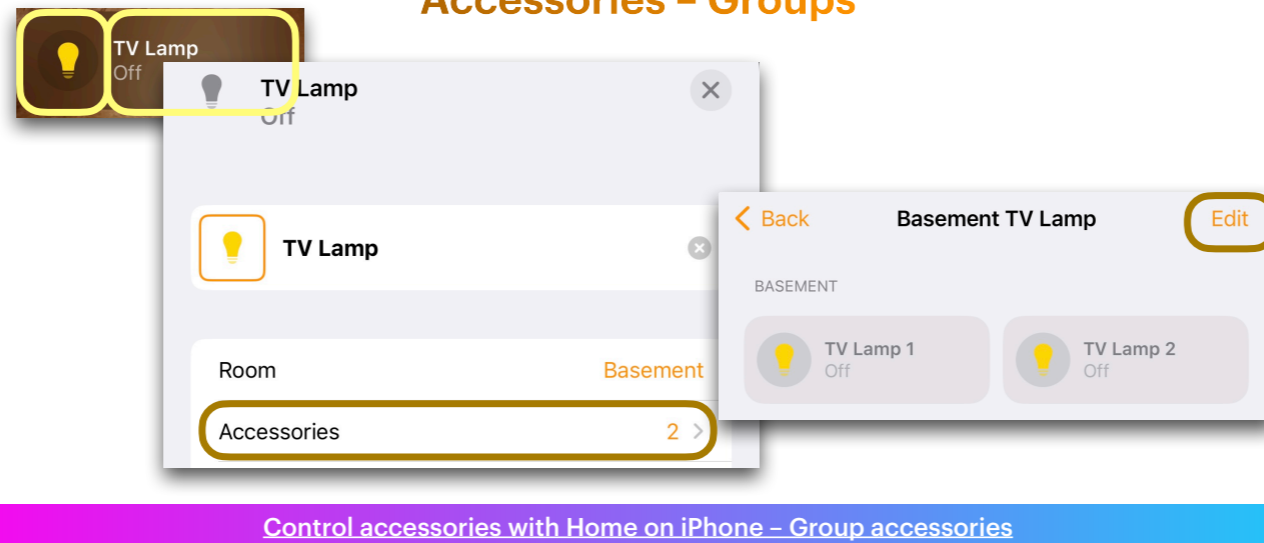 Accessories – Groups
TV Lamp
Off
TV Lamp
Off
TV Lamp
Room Basement
Accessories 2
Back Basement TV Lamp Edit
BASEMENT
TV Lamp 1
Off
TV Lamp 2
Off
Control accessories with Home on iPhone – Group accessories